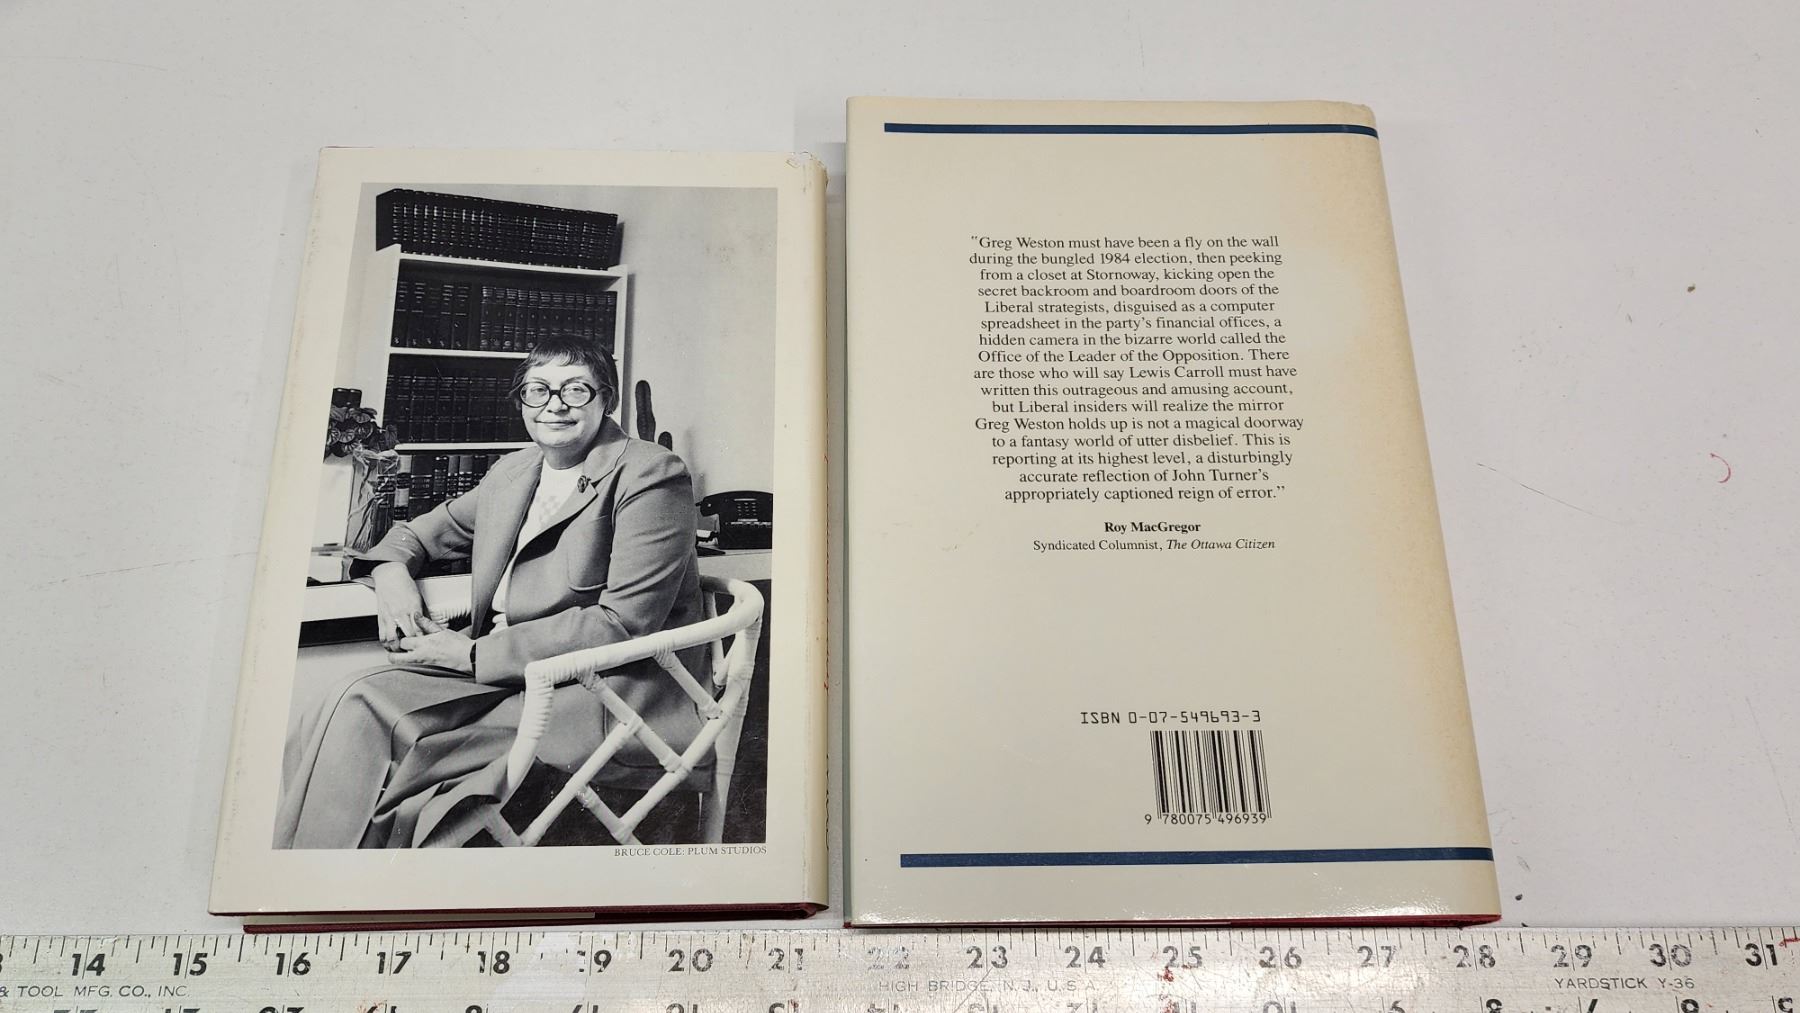 BRUCE COLE: PLUM STUDIOS
"Greg Weston must have been a fly on the wall
during the bungled 1984 election, then peeking
from a closet at Stornoway, kicking open the
secret backroom and boardroom doors of the
Liberal strategists, disguised as a computer
spreadsheet in the party's financial offices, a
hidden camera in the bizarre world called the
Office of the Leader of the Opposition. There
are those who will say Lewis Carroll must have
written this outrageous and amusing account,
but Liberal insiders will realize the mirror
Greg Weston holds up is not a magical doorway
to a fantasy world of utter disbelief. This is
reporting at its highest level, a disturbingly
accurate reflection of John Turner's
appropriately captioned reign of error."
Roy MacGregor
Syndicated Columnist, The Ottawa Citizen
ISBN 0-07-549693-3
9 780075 496939
14 15 16 17 18 19 20 21 22 23 24 25 26 27 28 29 30 31
& TOOL MFG. CO., INC. HIGH BRIDGE, N.J., U.S.A. YARDSTICK Y-36